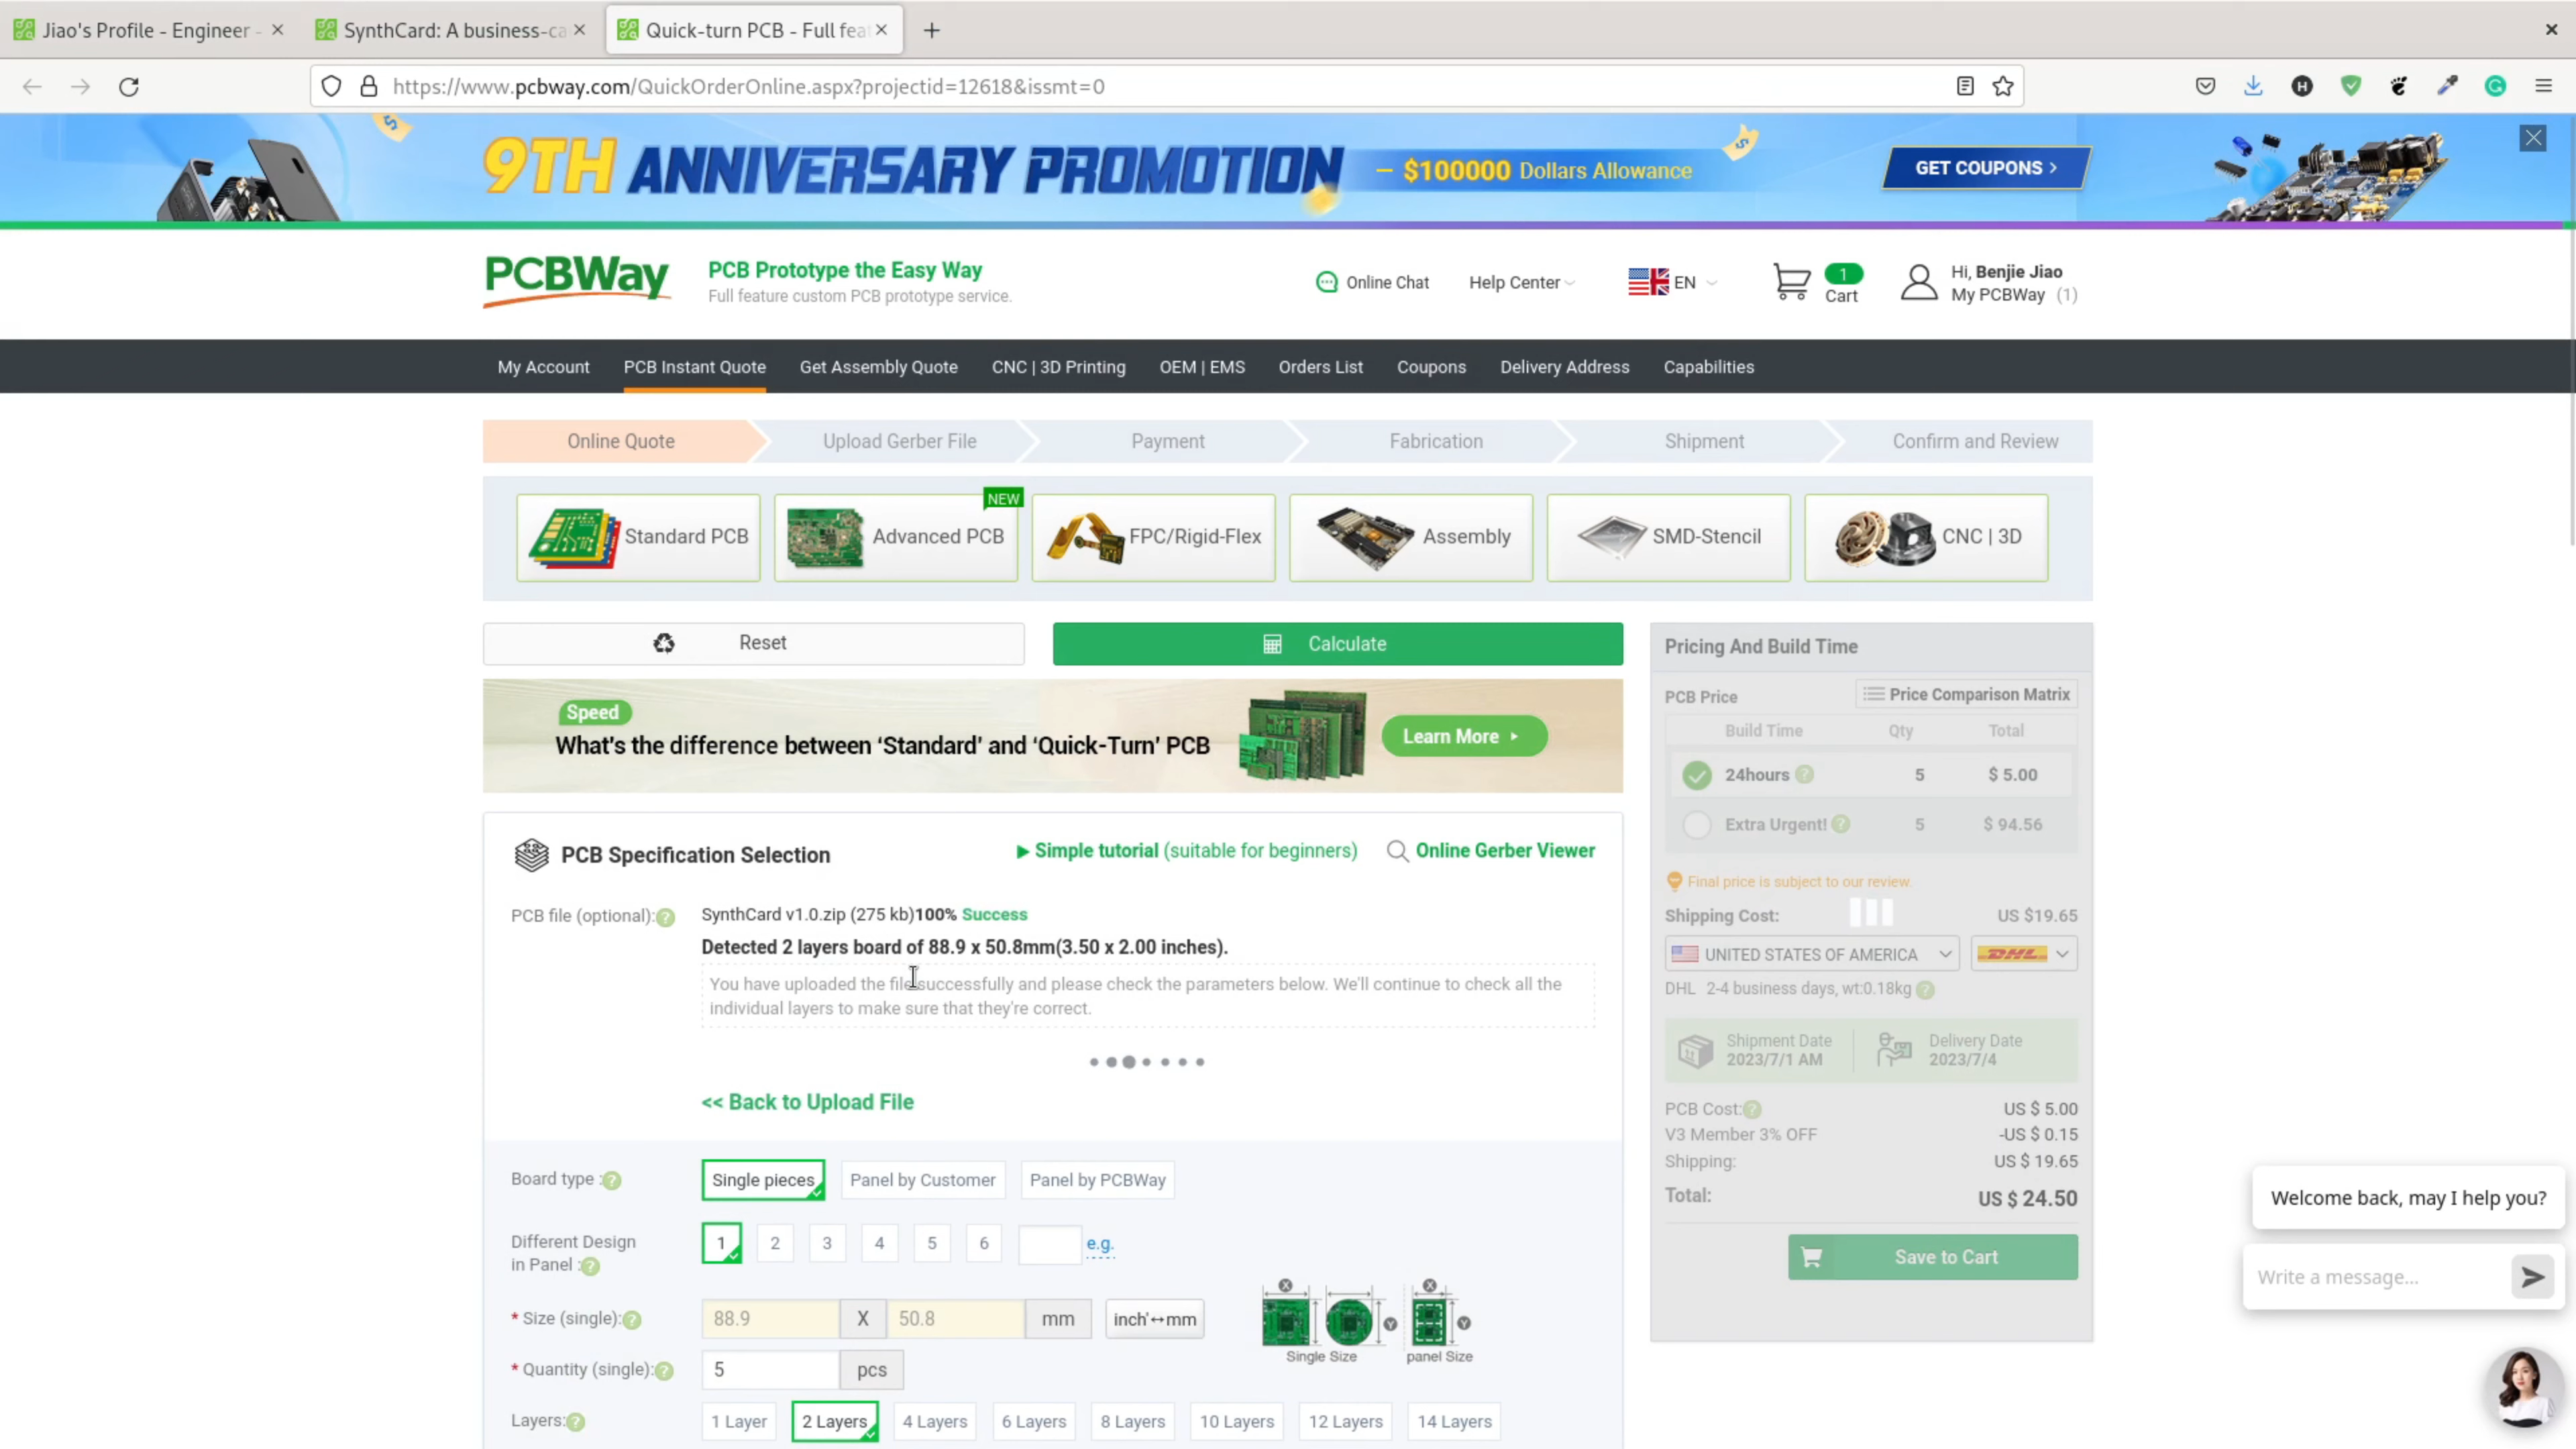 Jiao's Profile - Engineer -
SynthCard: A business-ca
Quick-turn PCB - Full feat
https://www.pcbway.com/QuickOrderOnline.aspx?projectid=12618&issmt=0
9TH ANNIVERSARY PROMOTION – $100000 Dollars Allowance
GET COUPONS >
PCBWay
PCB Prototype the Easy Way
Full feature custom PCB prototype service.
Online Chat
Help Center
EN
1
Cart
Hi, Benjie Jiao
My PCBWay (1)
My Account PCB Instant Quote Get Assembly Quote CNC | 3D Printing OEM | EMS Orders List Coupons Delivery Address Capabilities
Online Quote Upload Gerber File Payment Fabrication Shipment Confirm and Review
NEW
Standard PCB Advanced PCB FPC/Rigid-Flex Assembly SMD-Stencil CNC | 3D
Reset
Calculate
Speed
What's the difference between ‘Standard’ and ‘Quick-Turn’ PCB
Learn More
PCB Specification Selection
Simple tutorial (suitable for beginners)
Online Gerber Viewer
PCB file (optional):?
SynthCard v1.0.zip (275 kb)100% Success
Detected 2 layers board of 88.9 x 50.8mm(3.50 x 2.00 inches).
You have uploaded the file successfully and please check the parameters below. We'll continue to check all the
individual layers to make sure that they're correct.
<< Back to Upload File
Board type :?
Single pieces Panel by Customer Panel by PCBWay
Different Design
in Panel :?
1 2 3 4 5 6 e.g.
* Size (single):?
88.9 X 50.8 mm inch'↔mm
X X
Y Y
Single Size panel Size
* Quantity (single):?
5 pcs
Layers:?
1 Layer 2 Layers 4 Layers 6 Layers 8 Layers 10 Layers 12 Layers 14 Layers
Pricing And Build Time
PCB Price
Price Comparison Matrix
Build Time Qty Total
24hours ? 5 $ 5.00
Extra Urgent! ? 5 $ 94.56
Final price is subject to our review.
Shipping Cost: US $19.65
UNITED STATES OF AMERICA DHL
DHL 2-4 business days, wt:0.18kg ?
Shipment Date
2023/7/1 AM
Delivery Date
2023/7/4
PCB Cost:? US $ 5.00
V3 Member 3% OFF -US $ 0.15
Shipping: US $ 19.65
Total: US $ 24.50
Save to Cart
Welcome back, may I help you?
Write a message...